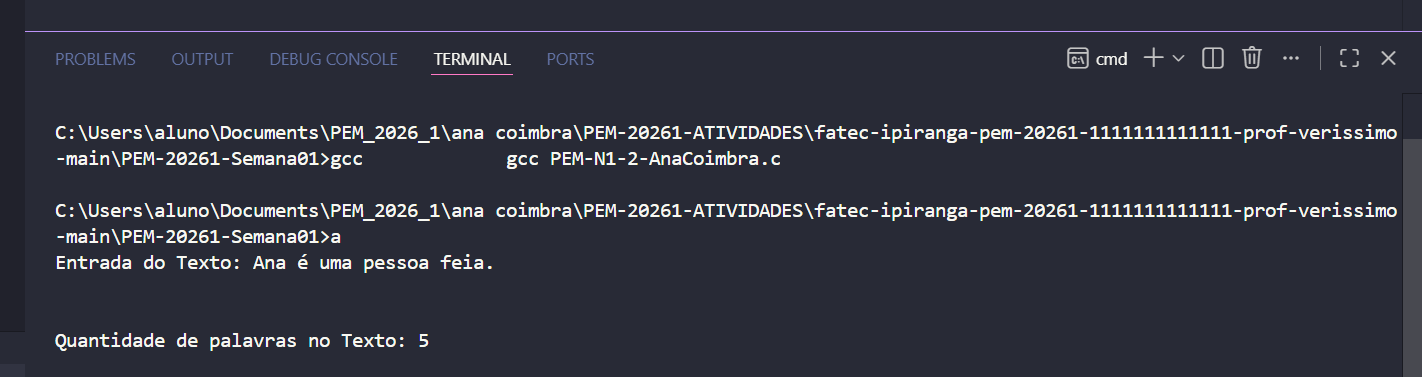 PROBLEMS OUTPUT DEBUG CONSOLE TERMINAL PORTS cmd
C:\Users\aluno\Documents\PEM_2026_1\ana coimbra\PEM-20261-ATIVIDADES\fatec-ipiranga-pem-20261-1111111111111-prof-verissimo
-main\PEM-20261-Semana01>gcc             gcc PEM-N1-2-AnaCoimbra.c
C:\Users\aluno\Documents\PEM_2026_1\ana coimbra\PEM-20261-ATIVIDADES\fatec-ipiranga-pem-20261-1111111111111-prof-verissimo
-main\PEM-20261-Semana01>a
Entrada do Texto: Ana é uma pessoa feia.
Quantidade de palavras no Texto: 5